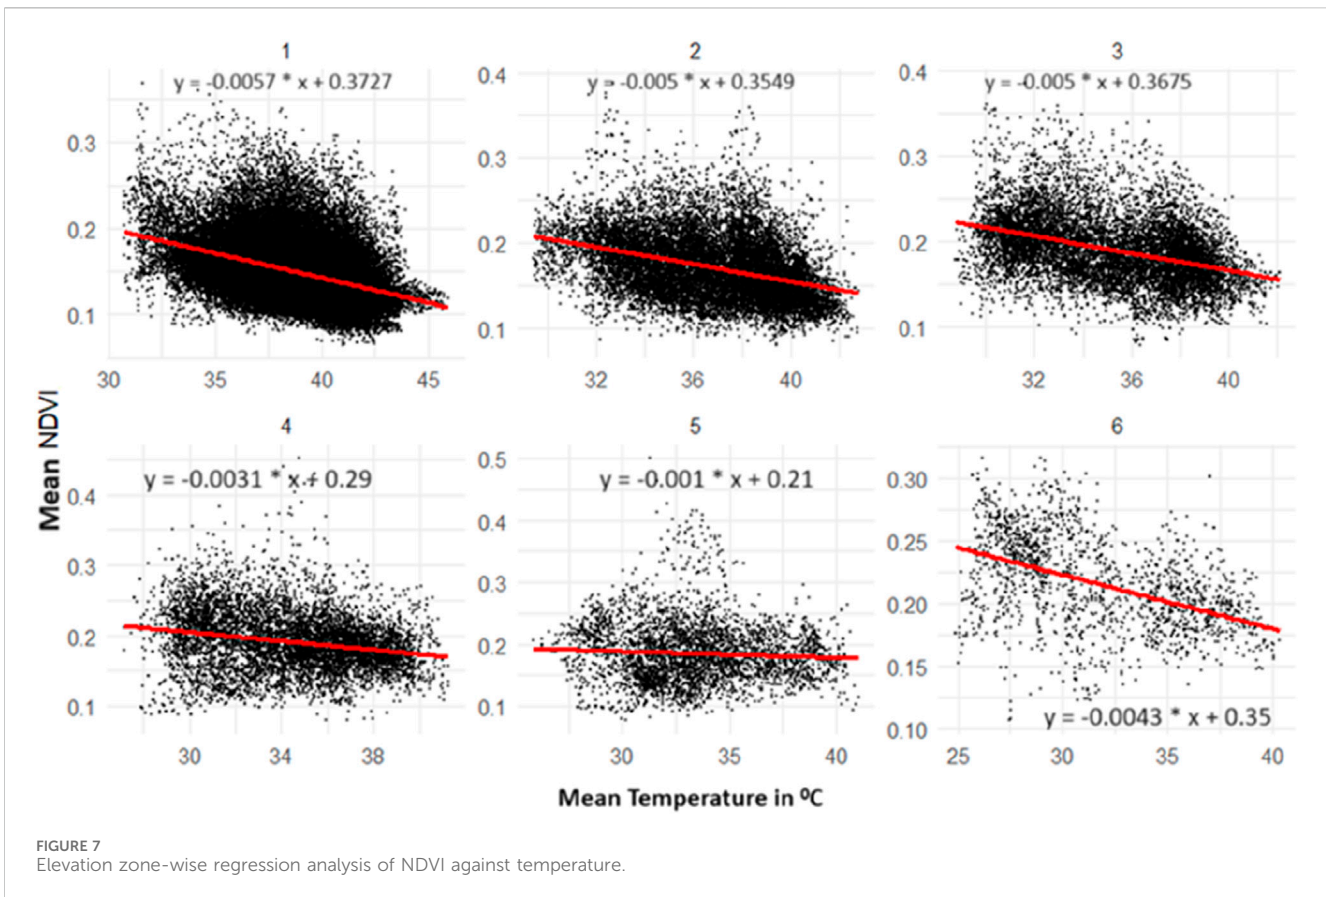 1
y = -0.0057 * x + 0.3727
0.3
0.2
0.1
30 35 40 45
2
y = -0.005 * x + 0.3549
0.4
0.3
0.2
0.1
32 36 40
3
y = -0.005 * x + 0.3675
0.4
0.3
0.2
0.1
32 36 40
Mean NDVI
4
y = -0.0031 * x + 0.29
0.4
0.3
0.2
0.1
30 34 38
5
y = -0.001 * x + 0.21
0.5
0.4
0.3
0.2
0.1
30 35 40
6
0.30
0.25
0.20
0.15
0.10
y = -0.0043 * x + 0.35
25 30 35 40
Mean Temperature in ⁰C
FIGURE 7
Elevation zone-wise regression analysis of NDVI against temperature.